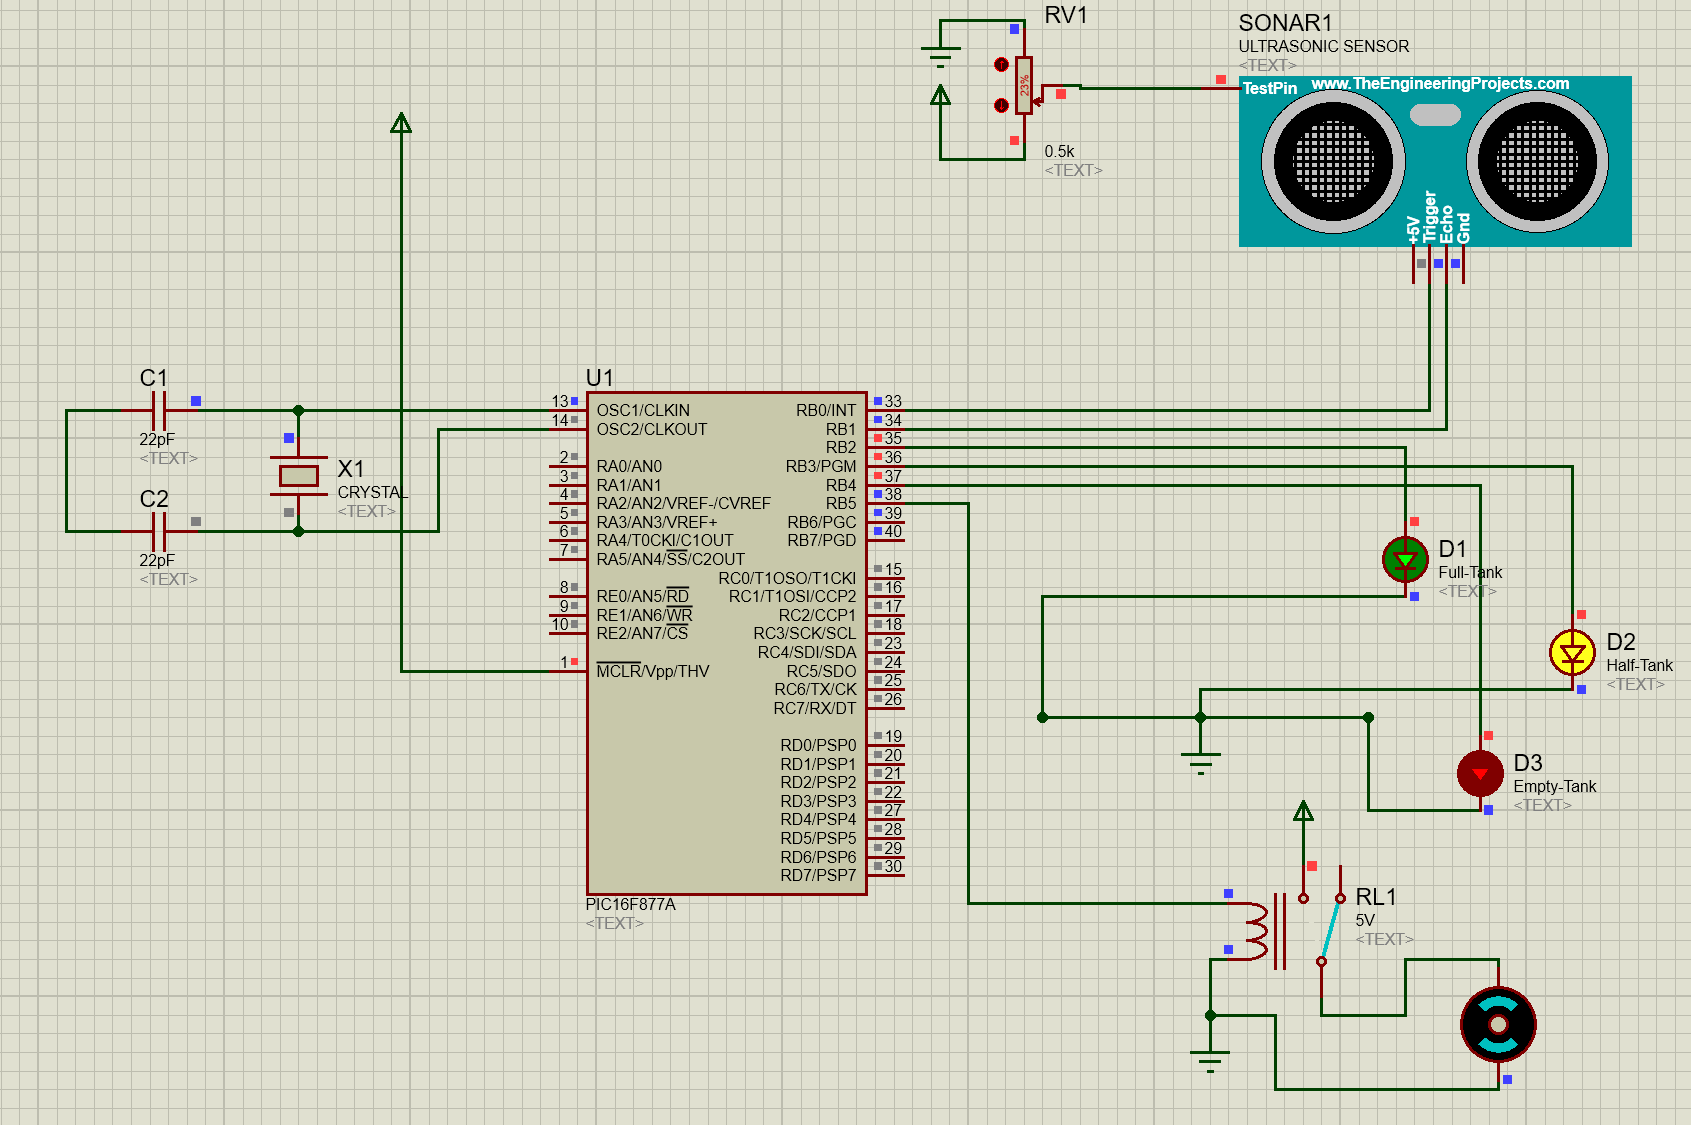 RV1
23%
0.5k
<TEXT>
SONAR1
ULTRASONIC SENSOR
<TEXT>
TestPin
www.TheEngineeringProjects.com
+5V
Trigger
Echo
Gnd
C1
22pF
<TEXT>
C2
22pF
<TEXT>
X1
CRYSTAL
<TEXT>
U1
13 OSC1/CLKIN
14 OSC2/CLKOUT
2 RA0/AN0
3 RA1/AN1
4 RA2/AN2/VREF-/CVREF
5 RA3/AN3/VREF+
6 RA4/T0CKI/C1OUT
7 RA5/AN4/SS/C2OUT
8 RE0/AN5/RD
9 RE1/AN6/WR
10 RE2/AN7/CS
1 MCLR/Vpp/THV
RB0/INT 33
RB1 34
RB2 35
RB3/PGM 36
RB4 37
RB5 38
RB6/PGC 39
RB7/PGD 40
RC0/T1OSO/T1CKI 15
RC1/T1OSI/CCP2 16
RC2/CCP1 17
RC3/SCK/SCL 18
RC4/SDI/SDA 23
RC5/SDO 24
RC6/TX/CK 25
RC7/RX/DT 26
RD0/PSP0 19
RD1/PSP1 20
RD2/PSP2 21
RD3/PSP3 22
RD4/PSP4 27
RD5/PSP5 28
RD6/PSP6 29
RD7/PSP7 30
PIC16F877A
<TEXT>
D1
Full-Tank
<TEXT>
D2
Half-Tank
<TEXT>
D3
Empty-Tank
<TEXT>
RL1
5V
<TEXT>